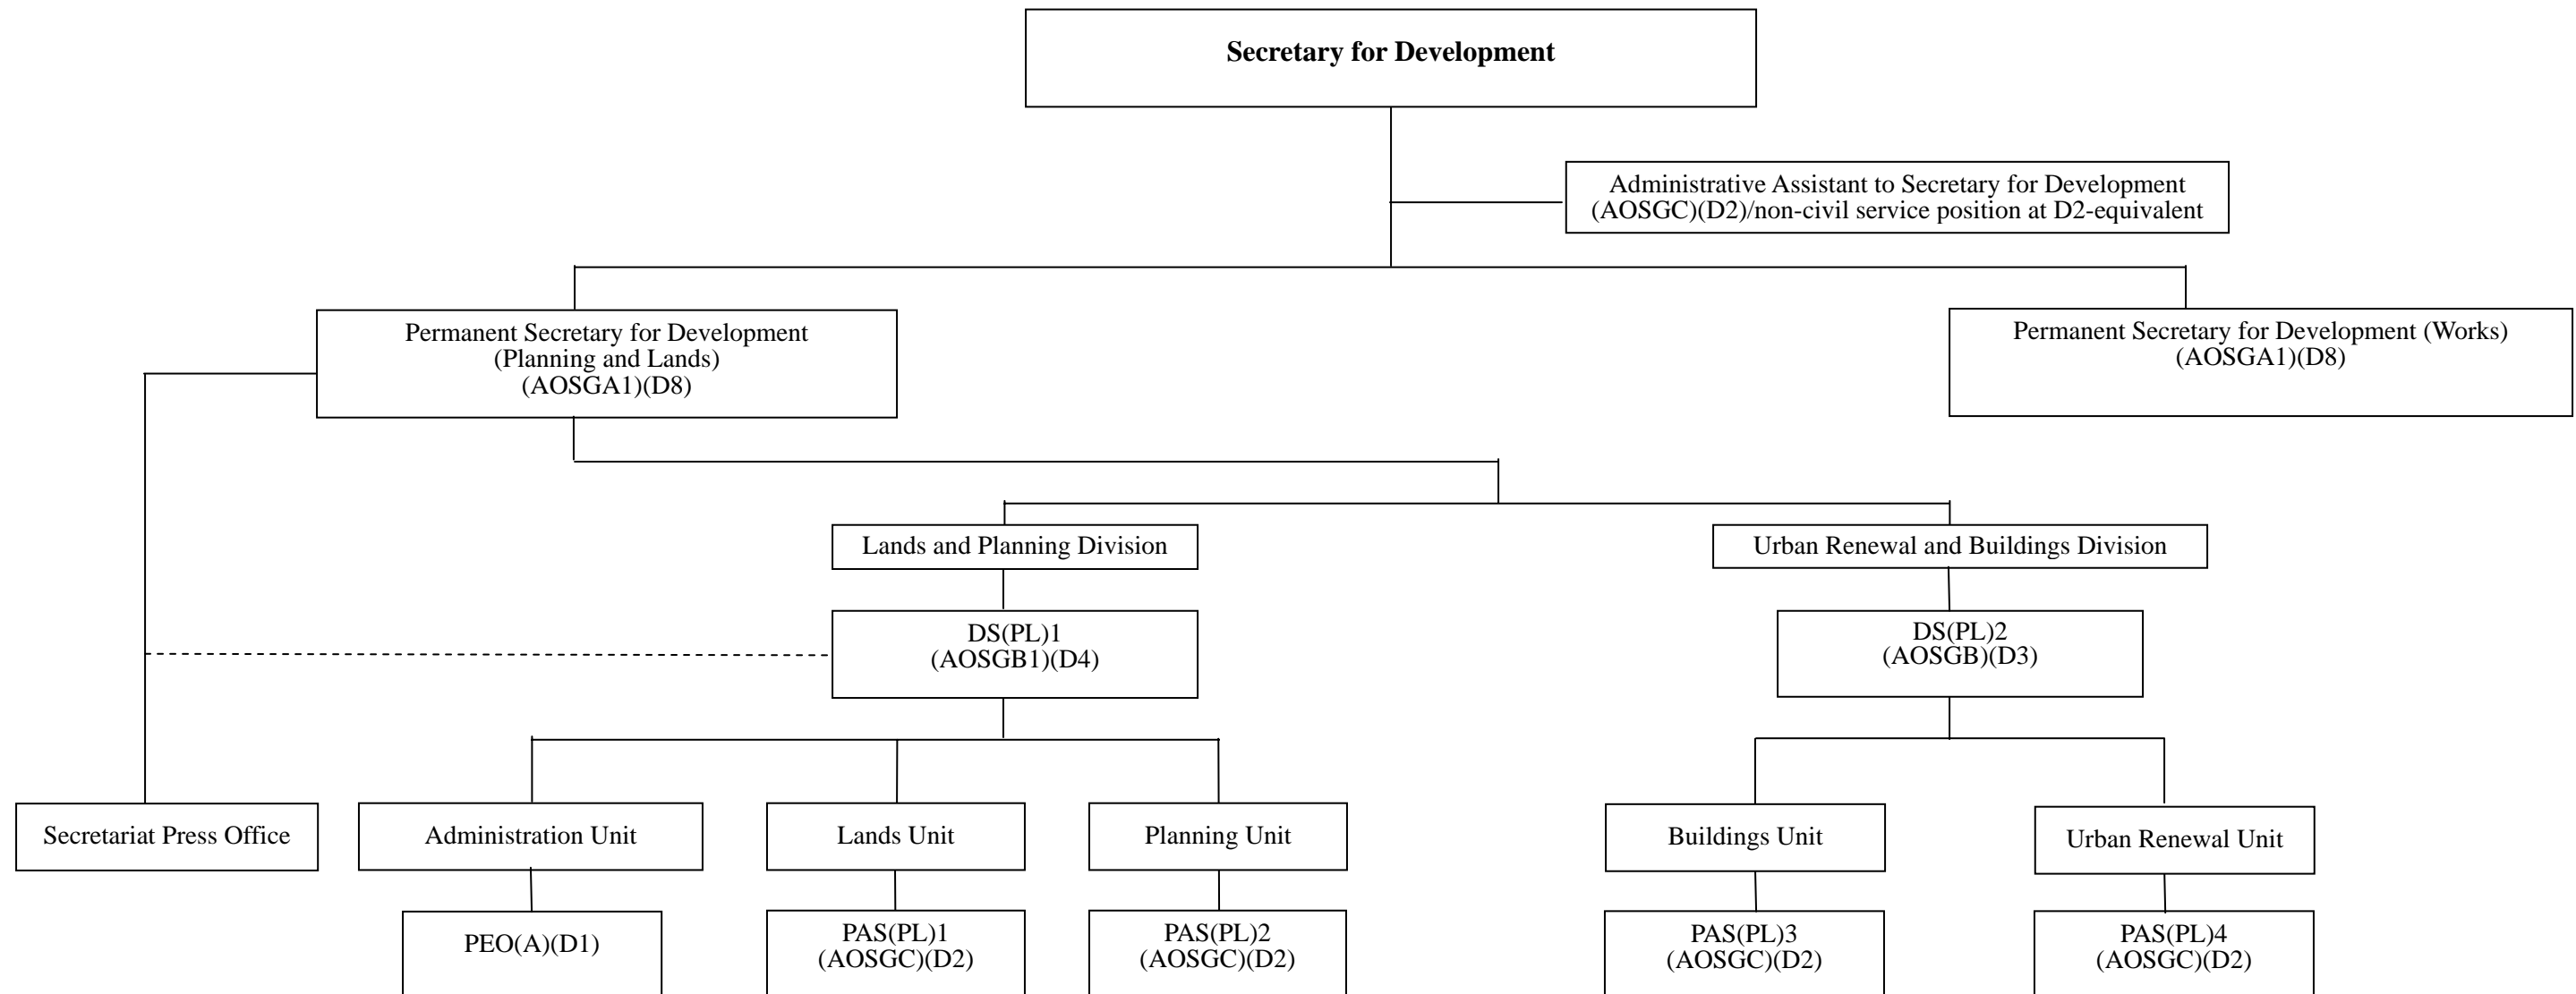 Secretary for Development
Administrative Assistant to Secretary for Development
(AOSGC)(D2)/non-civil service position at D2-equivalent
Permanent Secretary for Development
(Planning and Lands)
(AOSGA1)(D8)
Permanent Secretary for Development (Works)
(AOSGA1)(D8)
Lands and Planning Division
Urban Renewal and Buildings Division
DS(PL)1
(AOSGB1)(D4)
DS(PL)2
(AOSGB)(D3)
Secretariat Press Office
Administration Unit
Lands Unit
Planning Unit
Buildings Unit
Urban Renewal Unit
PEO(A)(D1)
PAS(PL)1
(AOSGC)(D2)
PAS(PL)2
(AOSGC)(D2)
PAS(PL)3
(AOSGC)(D2)
PAS(PL)4
(AOSGC)(D2)